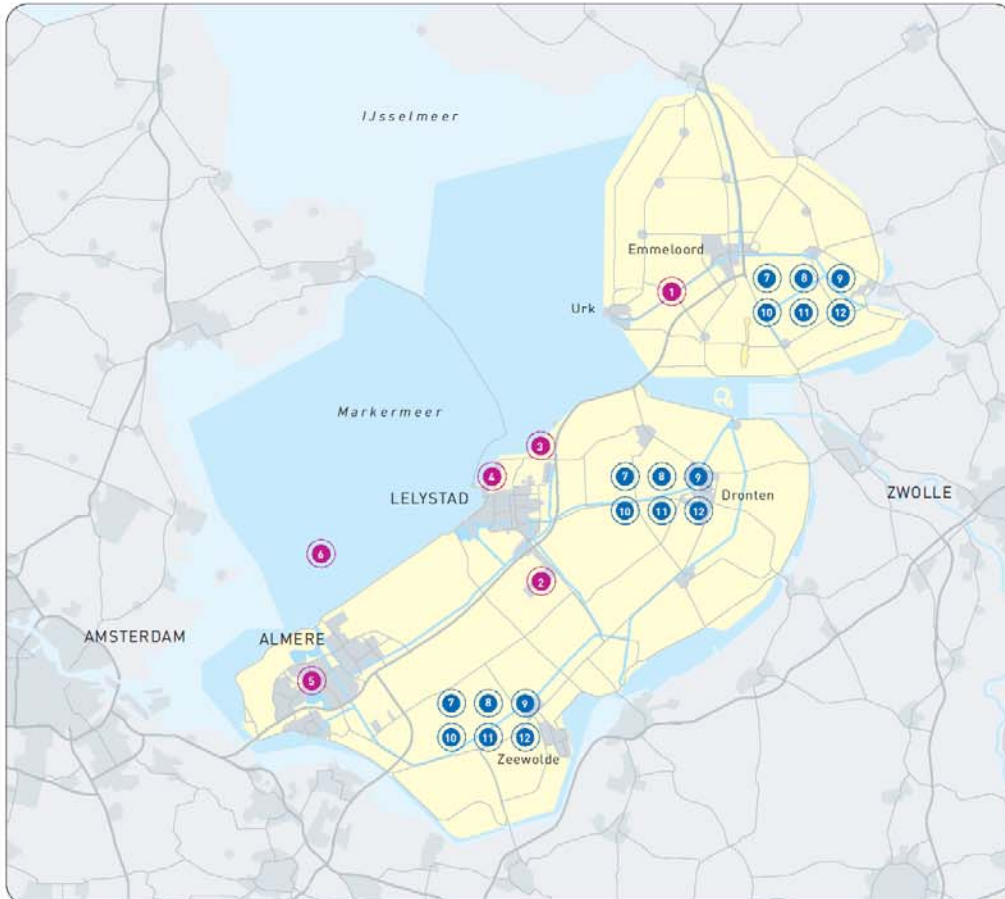 IJsselmeer
Emmeloord
7 8 9
1
Urk
10 11 12
Markermeer
3
4
7 8 9
LELYSTAD
Dronten
ZWOLLE
10 11 12
6
2
AMSTERDAM
ALMERE
5
7 8 9
10 11 12
Zeewolde